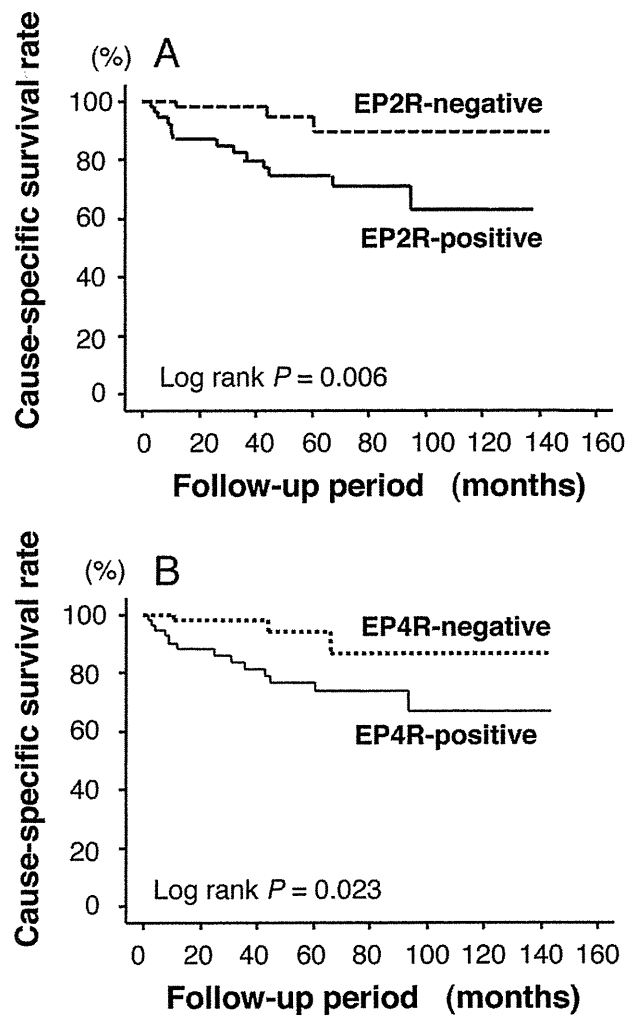 (%) A
Cause-specific survival rate
100
80
60
40
20
0
EP2R-negative
EP2R-positive
Log rank P = 0.006
0 20 40 60 80 100 120 140 160
Follow-up period (months)
(%) B
Cause-specific survival rate
100
80
60
40
20
0
EP4R-negative
EP4R-positive
Log rank P = 0.023
0 20 40 60 80 100 120 140 160
Follow-up period (months)